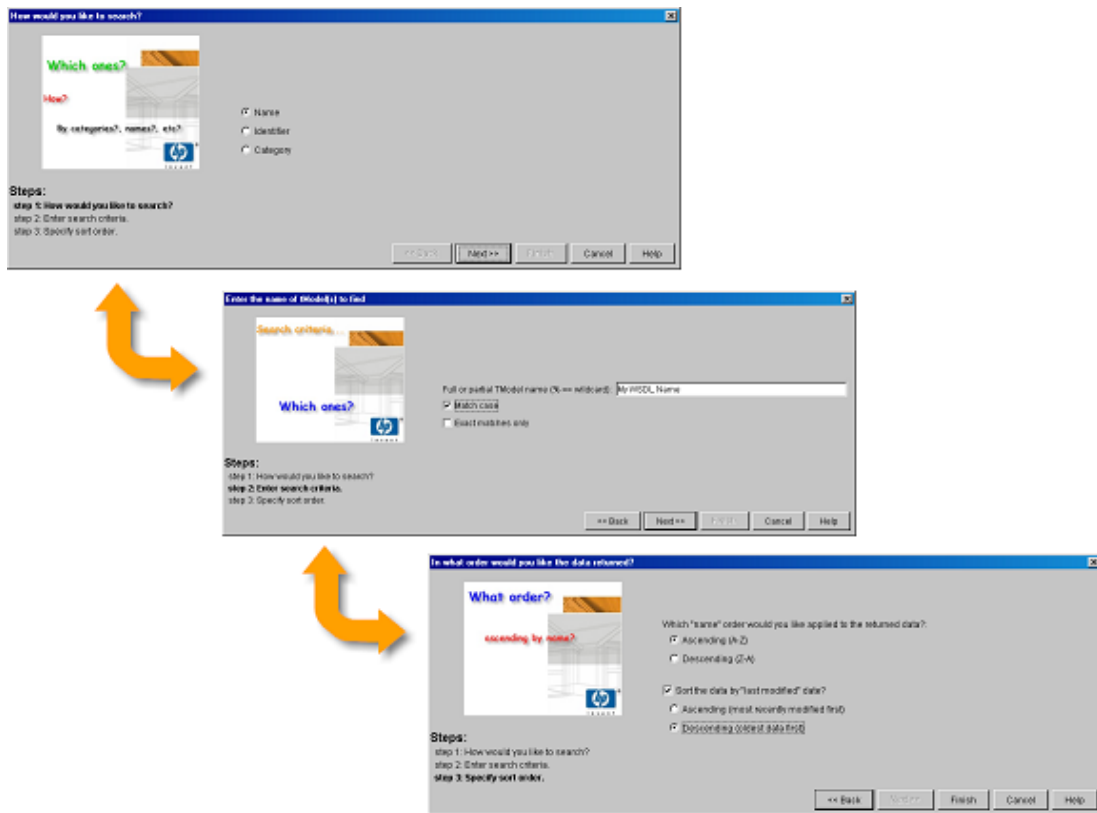 How would you like to search?
Which ones?
How?
By categories?, names?, etc?
hp
invent
Name
Identifier
Category
Steps:
step 1: How would you like to search?
step 2: Enter search criteria.
step 3: Specify sort order.
<< Back
Next >>
Finish
Cancel
Help
Enter the name of tModel(s) to find
Search criteria...
Which ones?
hp
invent
Full or partial TModel name (% == wildcard):
My WSDL Name
Match case
Exact matches only
Steps:
step 1: How would you like to search?
step 2: Enter search criteria.
step 3: Specify sort order.
<< Back
Next >>
Finish
Cancel
Help
In what order would you like the data returned?
What order?
ascending by name?
hp
invent
Which "name" order would you like applied to the returned data?:
Ascending (A-Z)
Descending (Z-A)
Sort the data by "last modified" date?
Ascending (most recently modified first)
Descending (oldest data first)
Steps:
step 1: How would you like to search?
step 2: Enter search criteria.
step 3: Specify sort order.
<< Back
Next >>
Finish
Cancel
Help